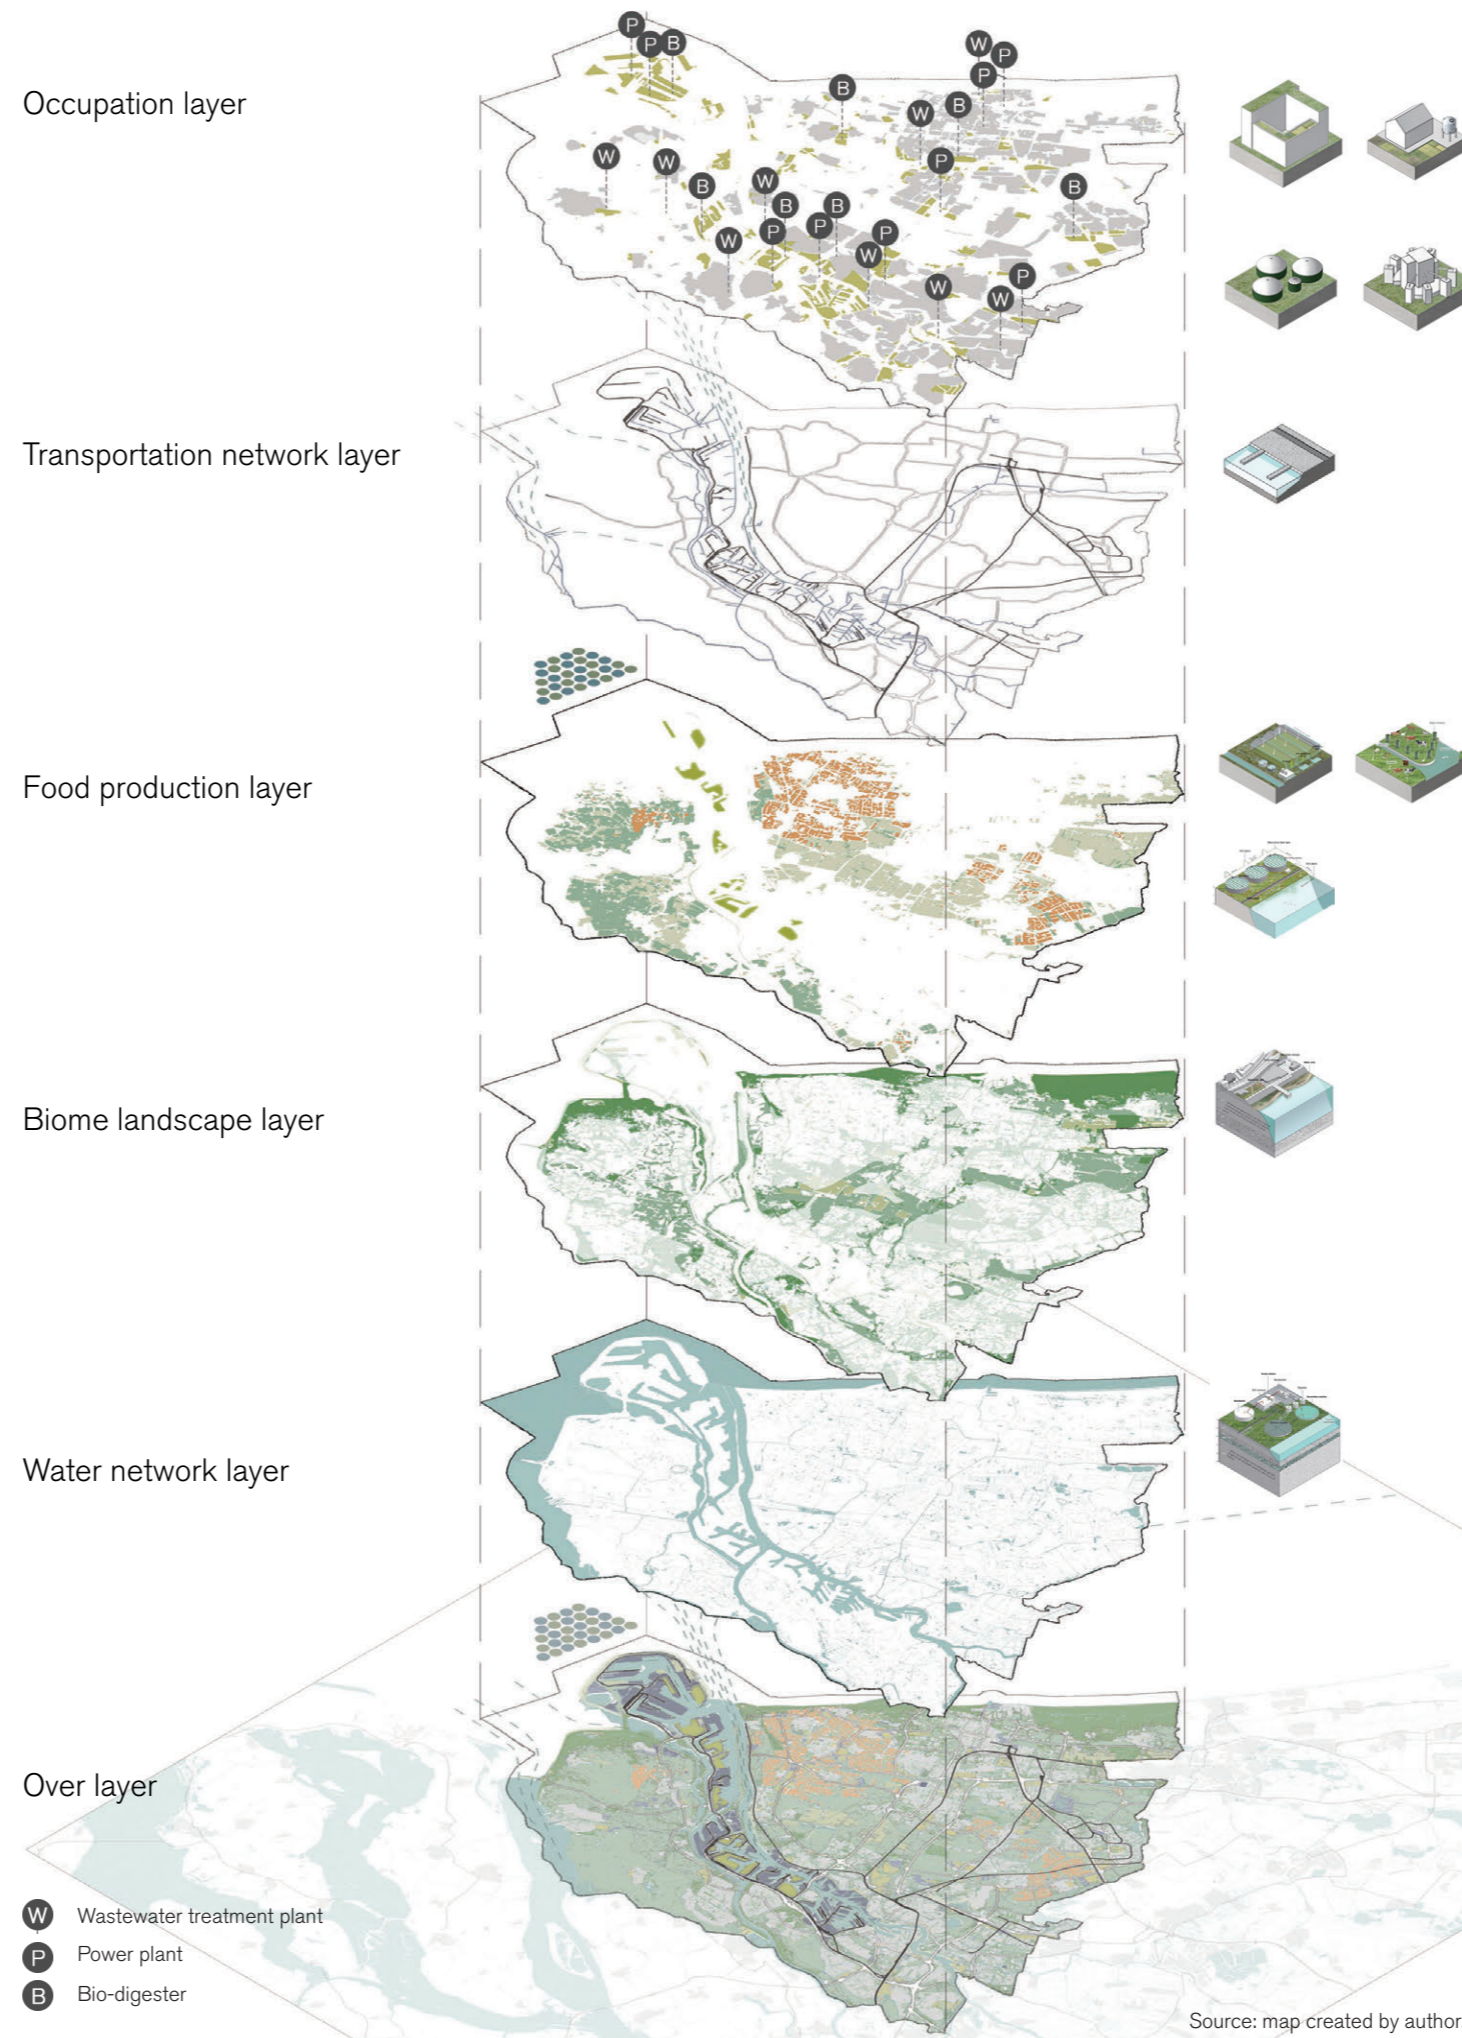 P
P B
W
P
P
Occupation layer
B
B
W
W
W
P
W
B
B
B
B
P
P
P
W
W
P
W
W
Transportation network layer
Food production layer
Biome landscape layer
Water network layer
Over layer
W Wastewater treatment plant
P Power plant
B Bio-digester
Source: map created by author